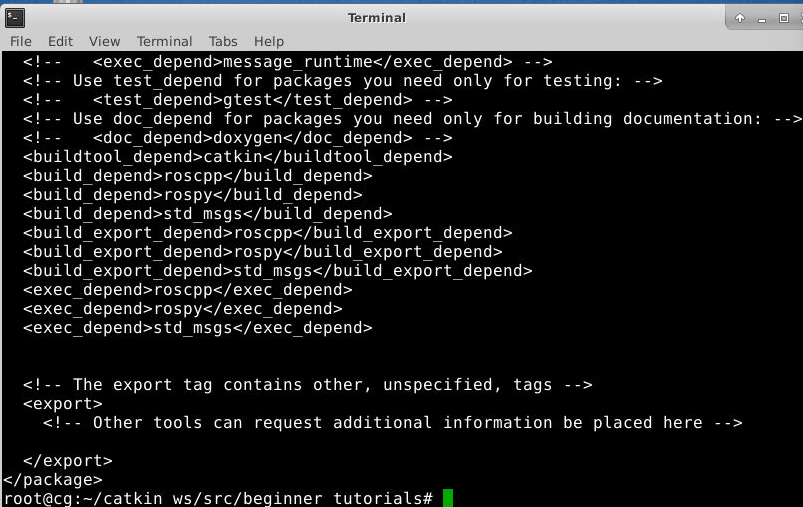 Terminal
File Edit View Terminal Tabs Help
  <!--   <exec_depend>message_runtime</exec_depend> -->
  <!-- Use test_depend for packages you need only for testing: -->
  <!--   <test_depend>gtest</test_depend> -->
  <!-- Use doc_depend for packages you need only for building documentation: -->
  <!--   <doc_depend>doxygen</doc_depend> -->
  <buildtool_depend>catkin</buildtool_depend>
  <build_depend>roscpp</build_depend>
  <build_depend>rospy</build_depend>
  <build_depend>std_msgs</build_depend>
  <build_export_depend>roscpp</build_export_depend>
  <build_export_depend>rospy</build_export_depend>
  <build_export_depend>std_msgs</build_export_depend>
  <exec_depend>roscpp</exec_depend>
  <exec_depend>rospy</exec_depend>
  <exec_depend>std_msgs</exec_depend>
  <!-- The export tag contains other, unspecified, tags -->
  <export>
    <!-- Other tools can request additional information be placed here -->
  </export>
</package>
root@cg:~/catkin_ws/src/beginner_tutorials#